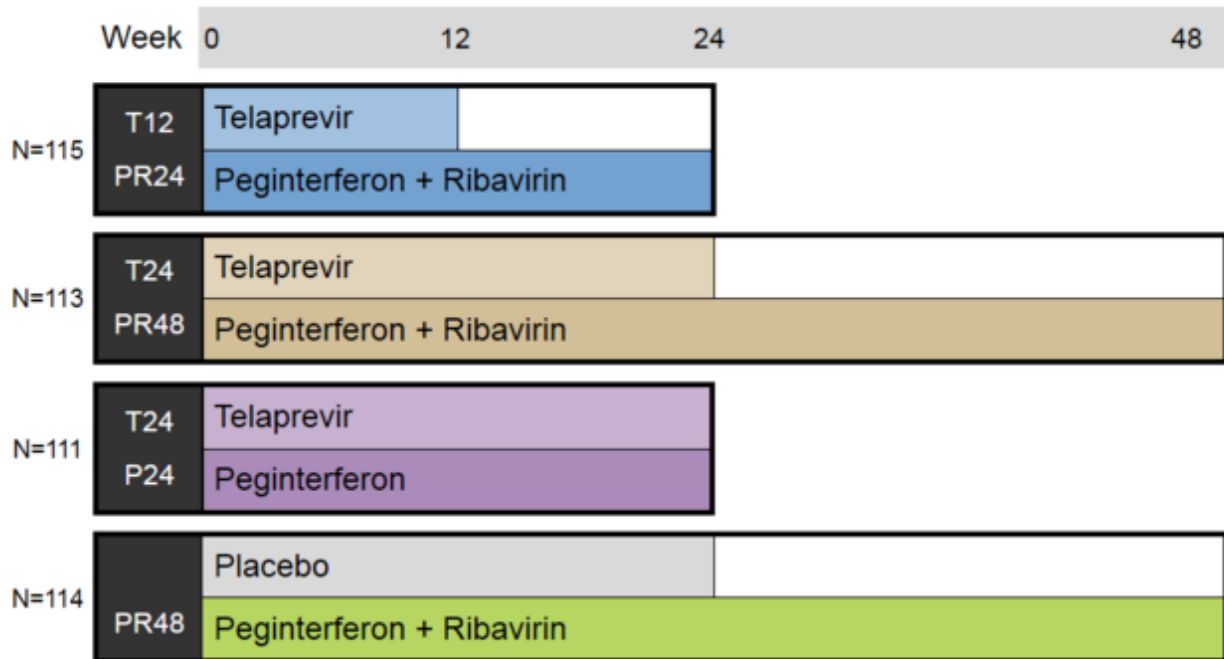 Week 0 12 24 48
N=115
T12
PR24
Telaprevir
Peginterferon + Ribavirin
N=113
T24
PR48
Telaprevir
Peginterferon + Ribavirin
N=111
T24
P24
Telaprevir
Peginterferon
N=114
PR48
Placebo
Peginterferon + Ribavirin